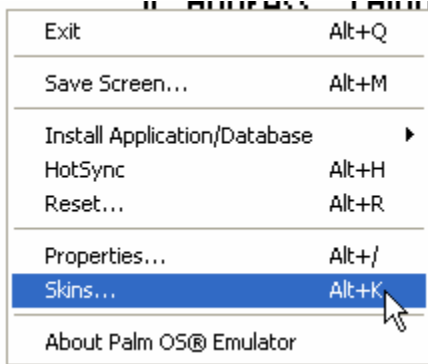 Exit Alt+Q
Save Screen... Alt+M
Install Application/Database
HotSync Alt+H
Reset... Alt+R
Properties... Alt+/
Skins... Alt+K
About Palm OS® Emulator